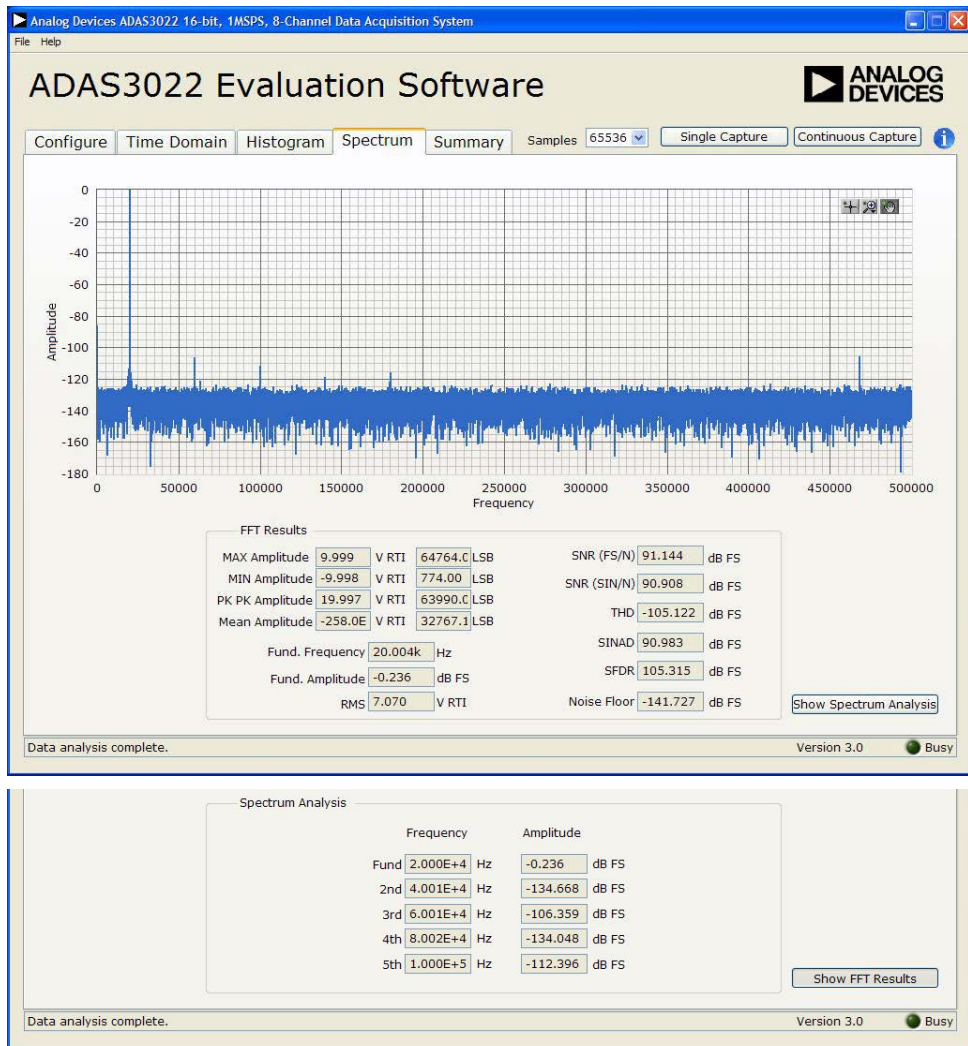 Analog Devices ADAS3022 16-bit, 1MSPS, 8-Channel Data Acquisition System
File Help
ADAS3022 Evaluation Software
ANALOG
DEVICES
Configure Time Domain Histogram Spectrum Summary Samples 65536 Single Capture Continuous Capture i
0
-20
-40
-60
-80
-100
-120
-140
-160
-180
Amplitude
0 50000 100000 150000 200000 250000 300000 350000 400000 450000 500000
Frequency
FFT Results
MAX Amplitude 9.999 V RTI 64764.0 LSB
MIN Amplitude -9.998 V RTI 774.00 LSB
PK PK Amplitude 19.997 V RTI 63990.0 LSB
Mean Amplitude -258.0E V RTI 32767.1 LSB
Fund. Frequency 20.004k Hz
Fund. Amplitude -0.236 dB FS
RMS 7.070 V RTI
SNR (FS/N) 91.144 dB FS
SNR (SIN/N) 90.908 dB FS
THD -105.122 dB FS
SINAD 90.983 dB FS
SFDR 105.315 dB FS
Noise Floor -141.727 dB FS
Show Spectrum Analysis
Data analysis complete. Version 3.0 Busy
Spectrum Analysis
Frequency Amplitude
Fund 2.000E+4 Hz -0.236 dB FS
2nd 4.001E+4 Hz -134.668 dB FS
3rd 6.001E+4 Hz -106.359 dB FS
4th 8.002E+4 Hz -134.048 dB FS
5th 1.000E+5 Hz -112.396 dB FS
Show FFT Results
Data analysis complete. Version 3.0 Busy